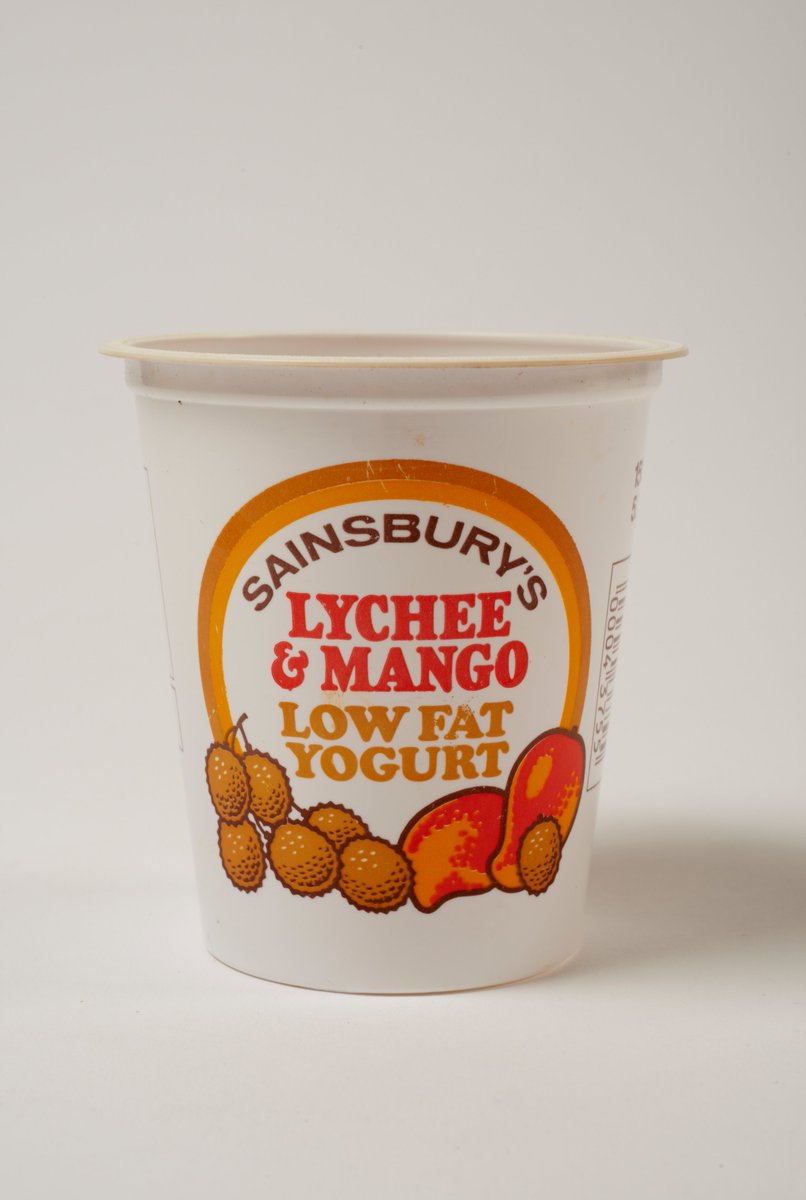 SAINSBURY'S
LYCHEE
& MANGO
LOW FAT
YOGURT